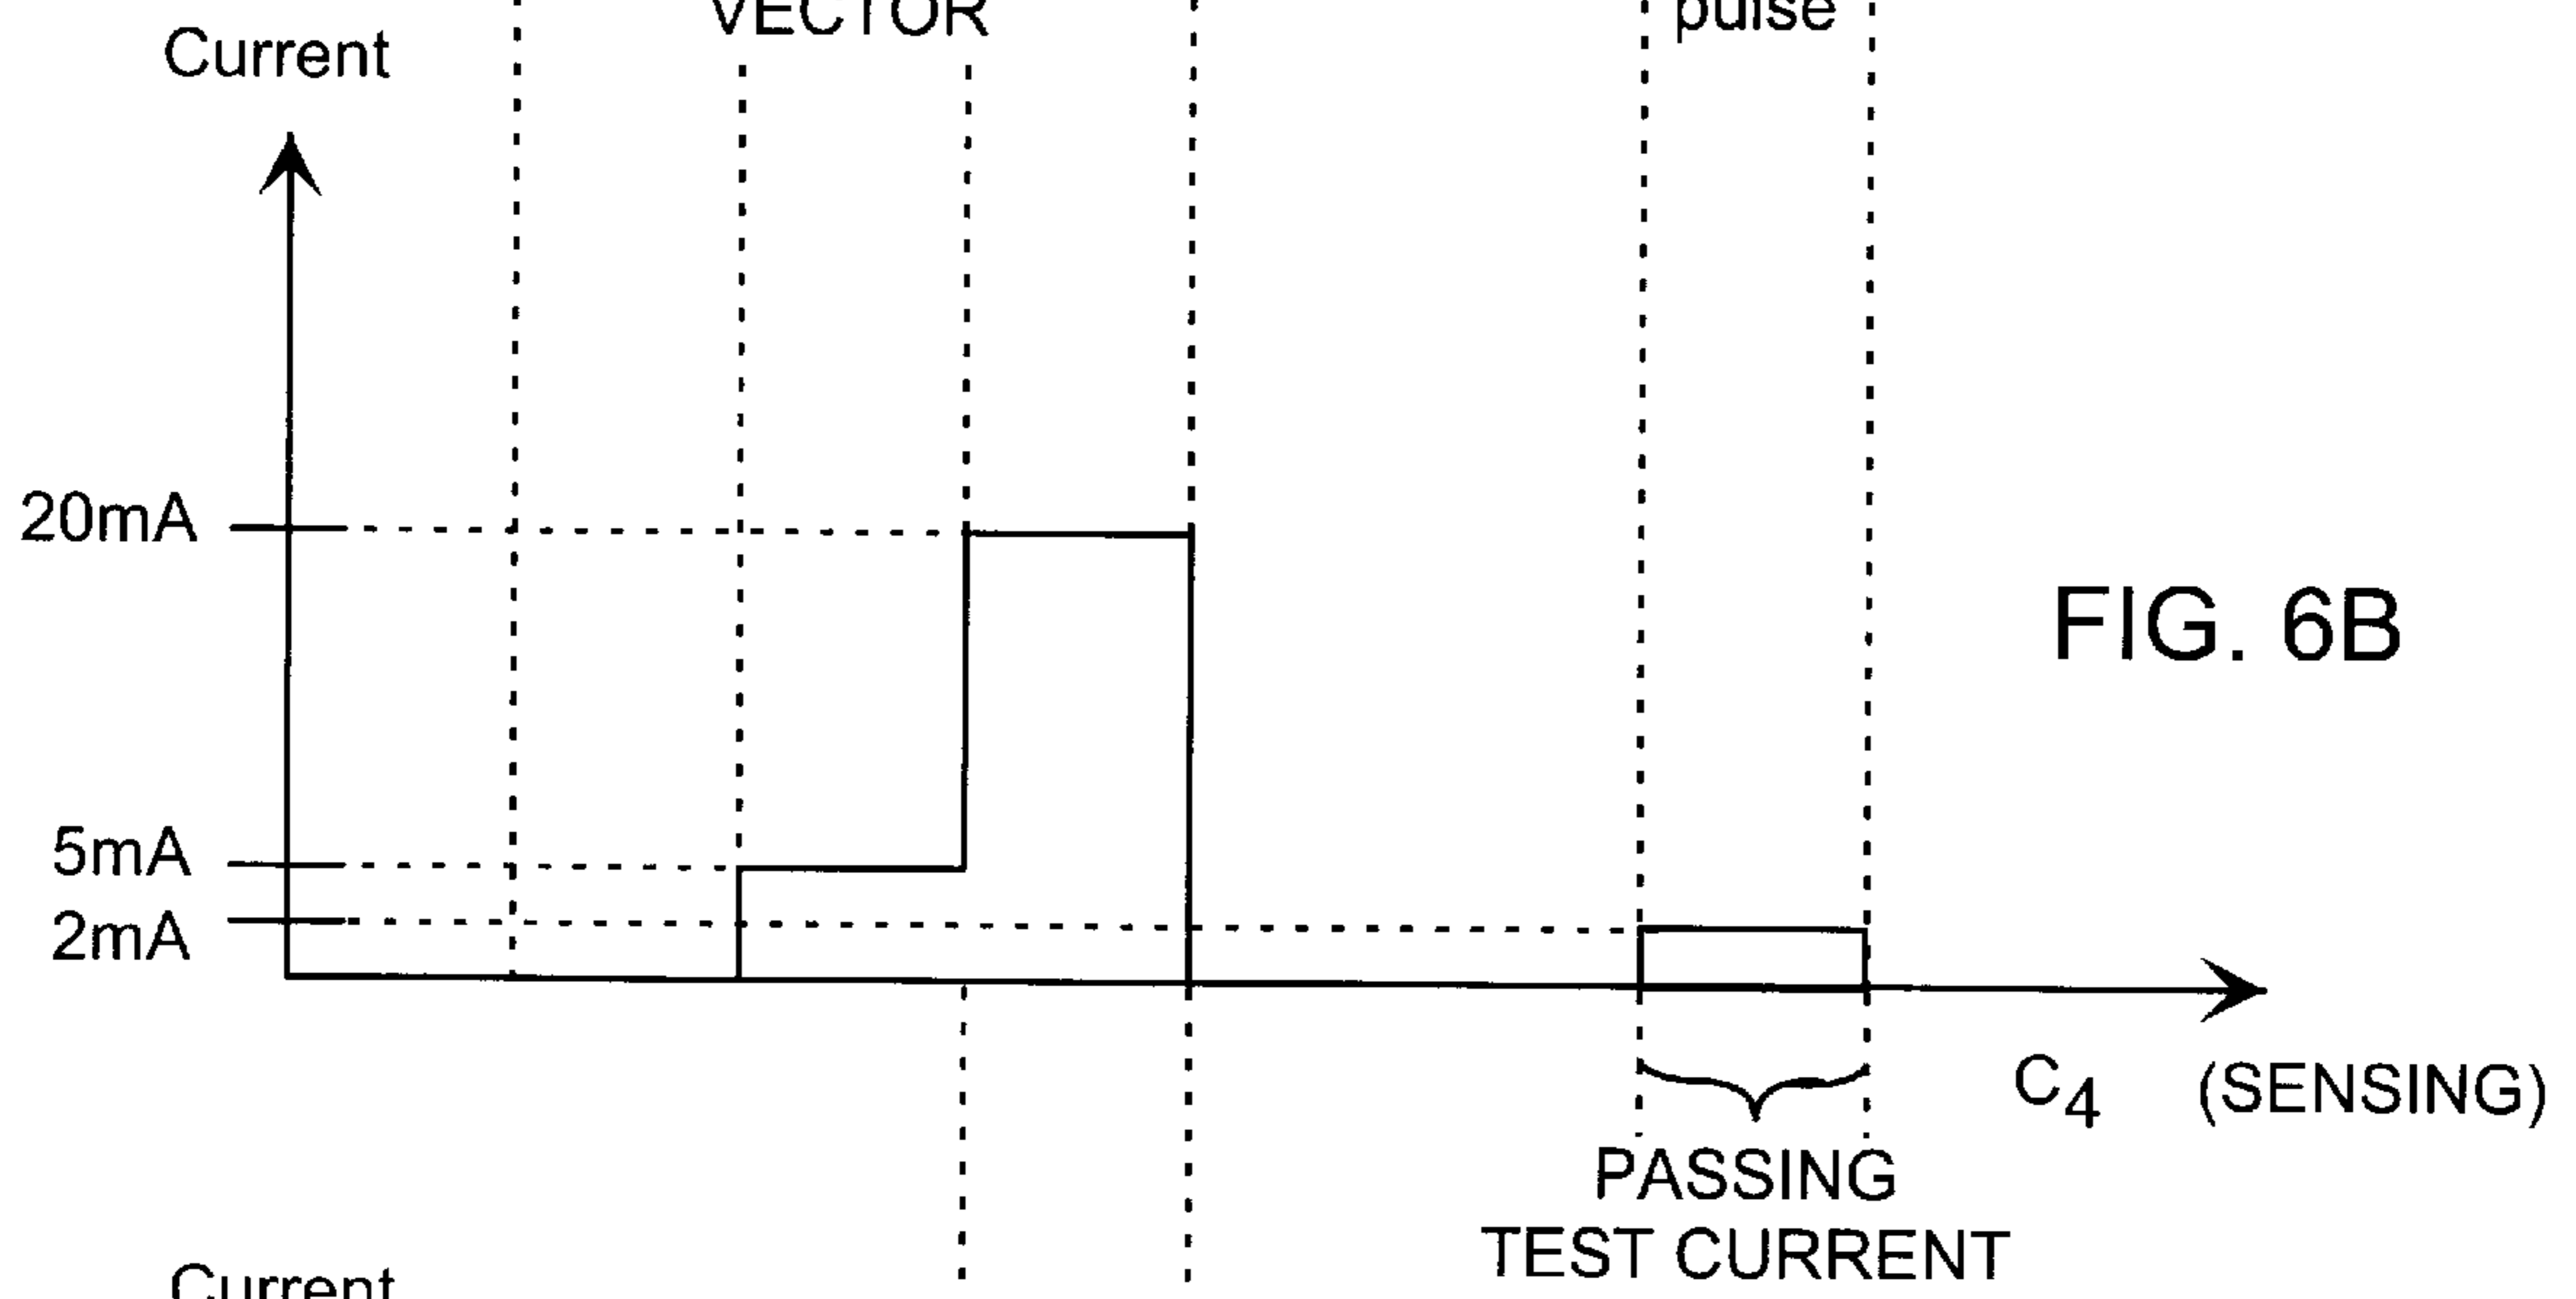 VECTOR
pulse
Current
20mA
FIG. 6B
5mA
2mA
C4 (SENSING)
PASSING
TEST CURRENT
Current